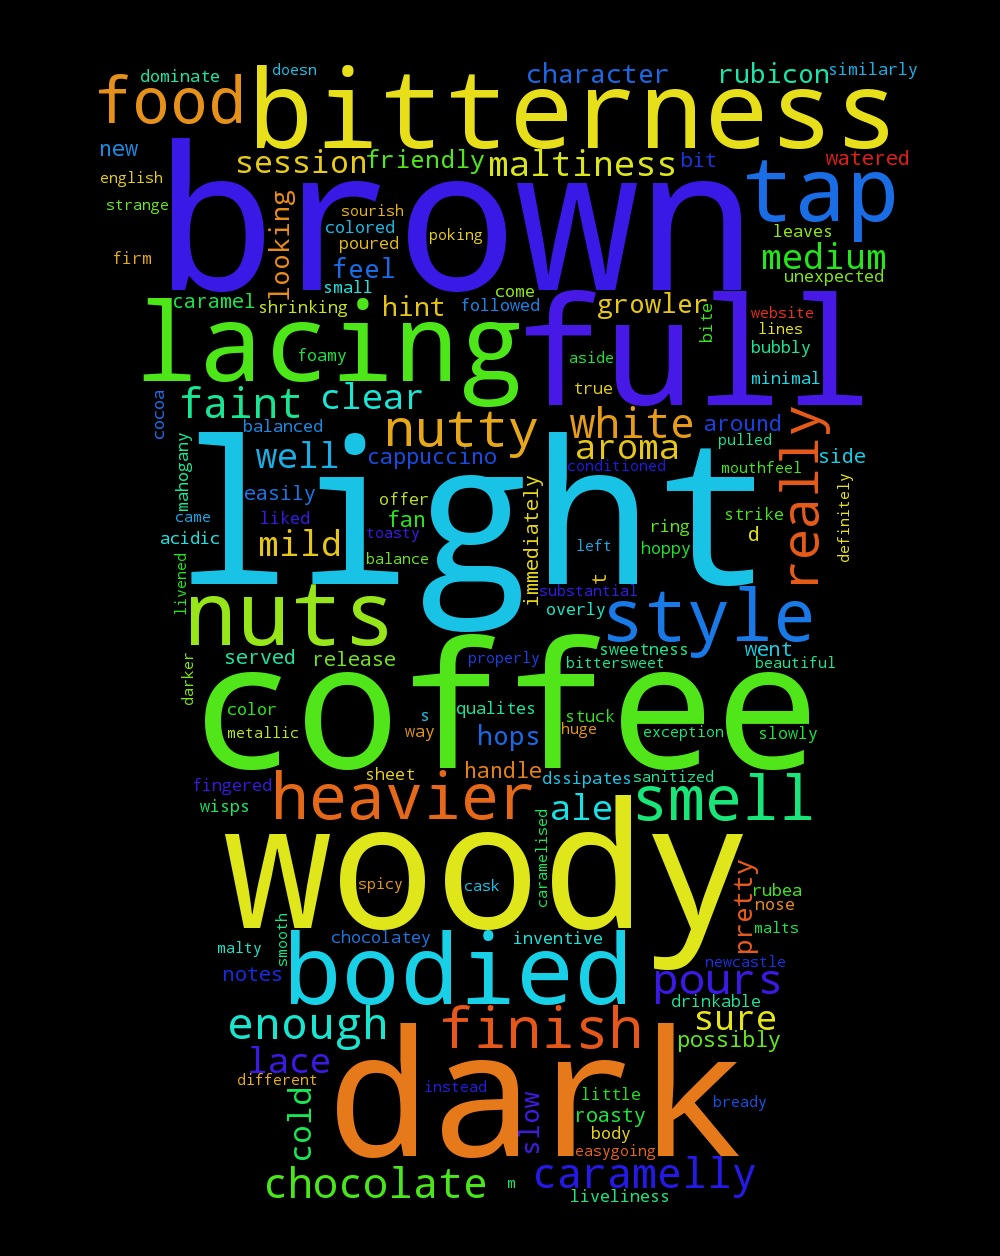 doesn
dominate
food
bitterness
character
rubicon
similarly
new
session
friendly
maltiness
bit
watered
english
brown
tap
strange
looking
sourish
colored
poured
poking
leaves
firm
feel
medium
small
unexpected
caramel
shrinking
hint
come
followed
growler
full
bite
website
lines
lacing
foamy
aside
bubbly
true
minimal
cocoa
faint
clear
balanced
nutty
white
around
really
mahogany
well
cappuccino
aroma
pulled
side
conditioned
mouthfeel
light
easily
offer
immediately
definitely
came
liked
fan
strike
acidic
mild
toasty
ring
d
left
hoppy
balance
livened
t
substantial
nuts
overly
style
served
release
properly
sweetness
bittersweet
went
beautiful
darker
coffee
color
s
qualites
stuck
metallic
way
hops
huge
exception
slowly
fingered
sheet
handle
dssipates
sanitized
wisps
heavier
ale
smell
caramelised
woody
spicy
cask
pretty
rubea
nose
smooth
chocolatey
inventive
malts
malty
bodied
newcastle
notes
pours
drinkable
enough
finish
sure
possibly
lace
different
dark
instead
cold
slow
little
bready
roasty
body
easygoing
chocolate
m
caramelly
liveliness